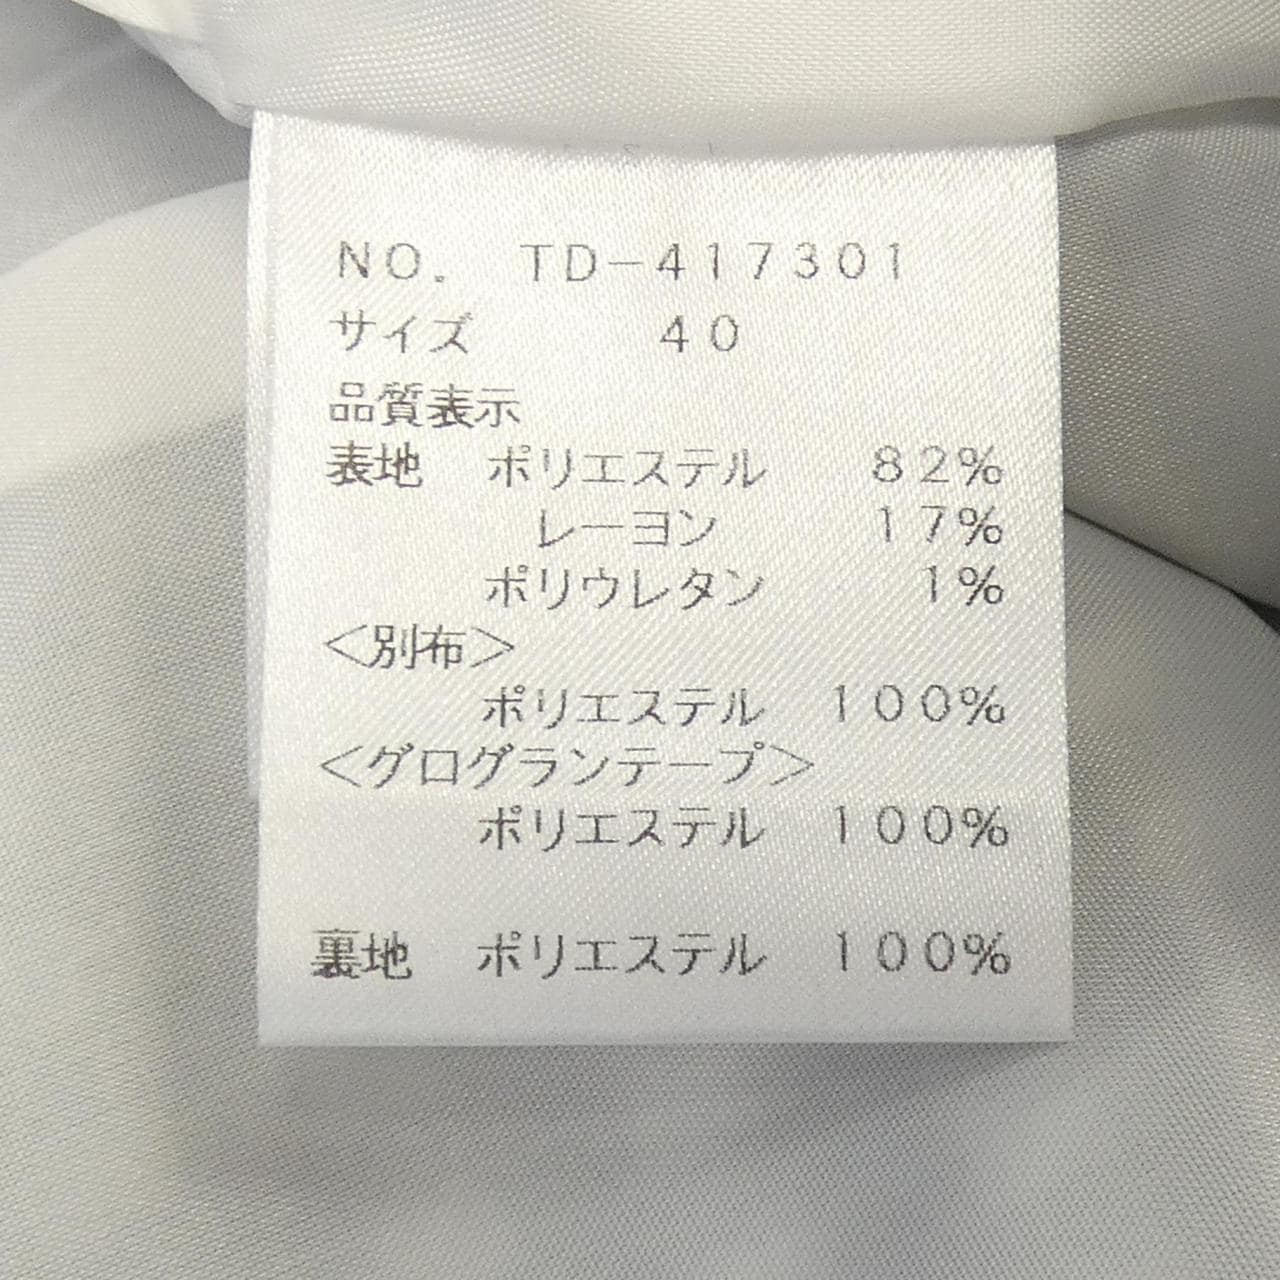 NO. TD-417301
サイズ 40
品質表示
表地 ポリエステル 82%
レーヨン 17%
ポリウレタン 1%
<別布>
ポリエステル 100%
<グログランテープ>
ポリエステル 100%
裏地 ポリエステル 100%